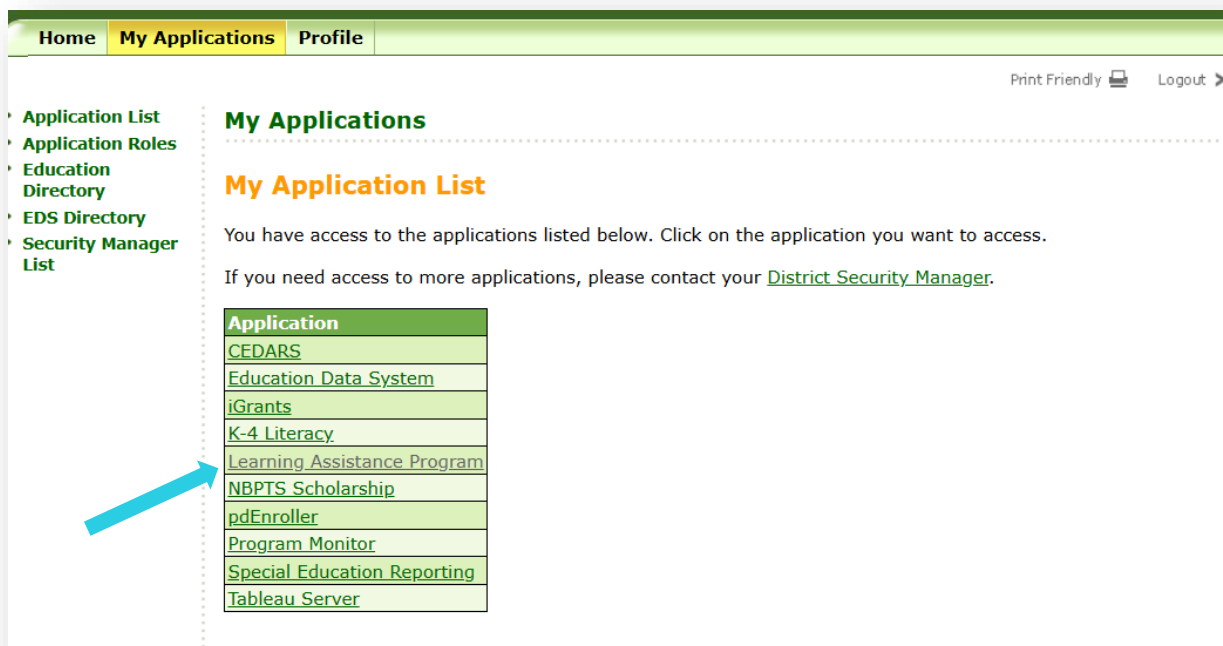 Home My Applications Profile
Print Friendly Logout
Application List
Application Roles
Education
Directory
EDS Directory
Security Manager
List
My Applications
My Application List
You have access to the applications listed below. Click on the application you want to access.
If you need access to more applications, please contact your District Security Manager.
Application
CEDARS
Education Data System
iGrants
K-4 Literacy
Learning Assistance Program
NBPTS Scholarship
pdEnroller
Program Monitor
Special Education Reporting
Tableau Server